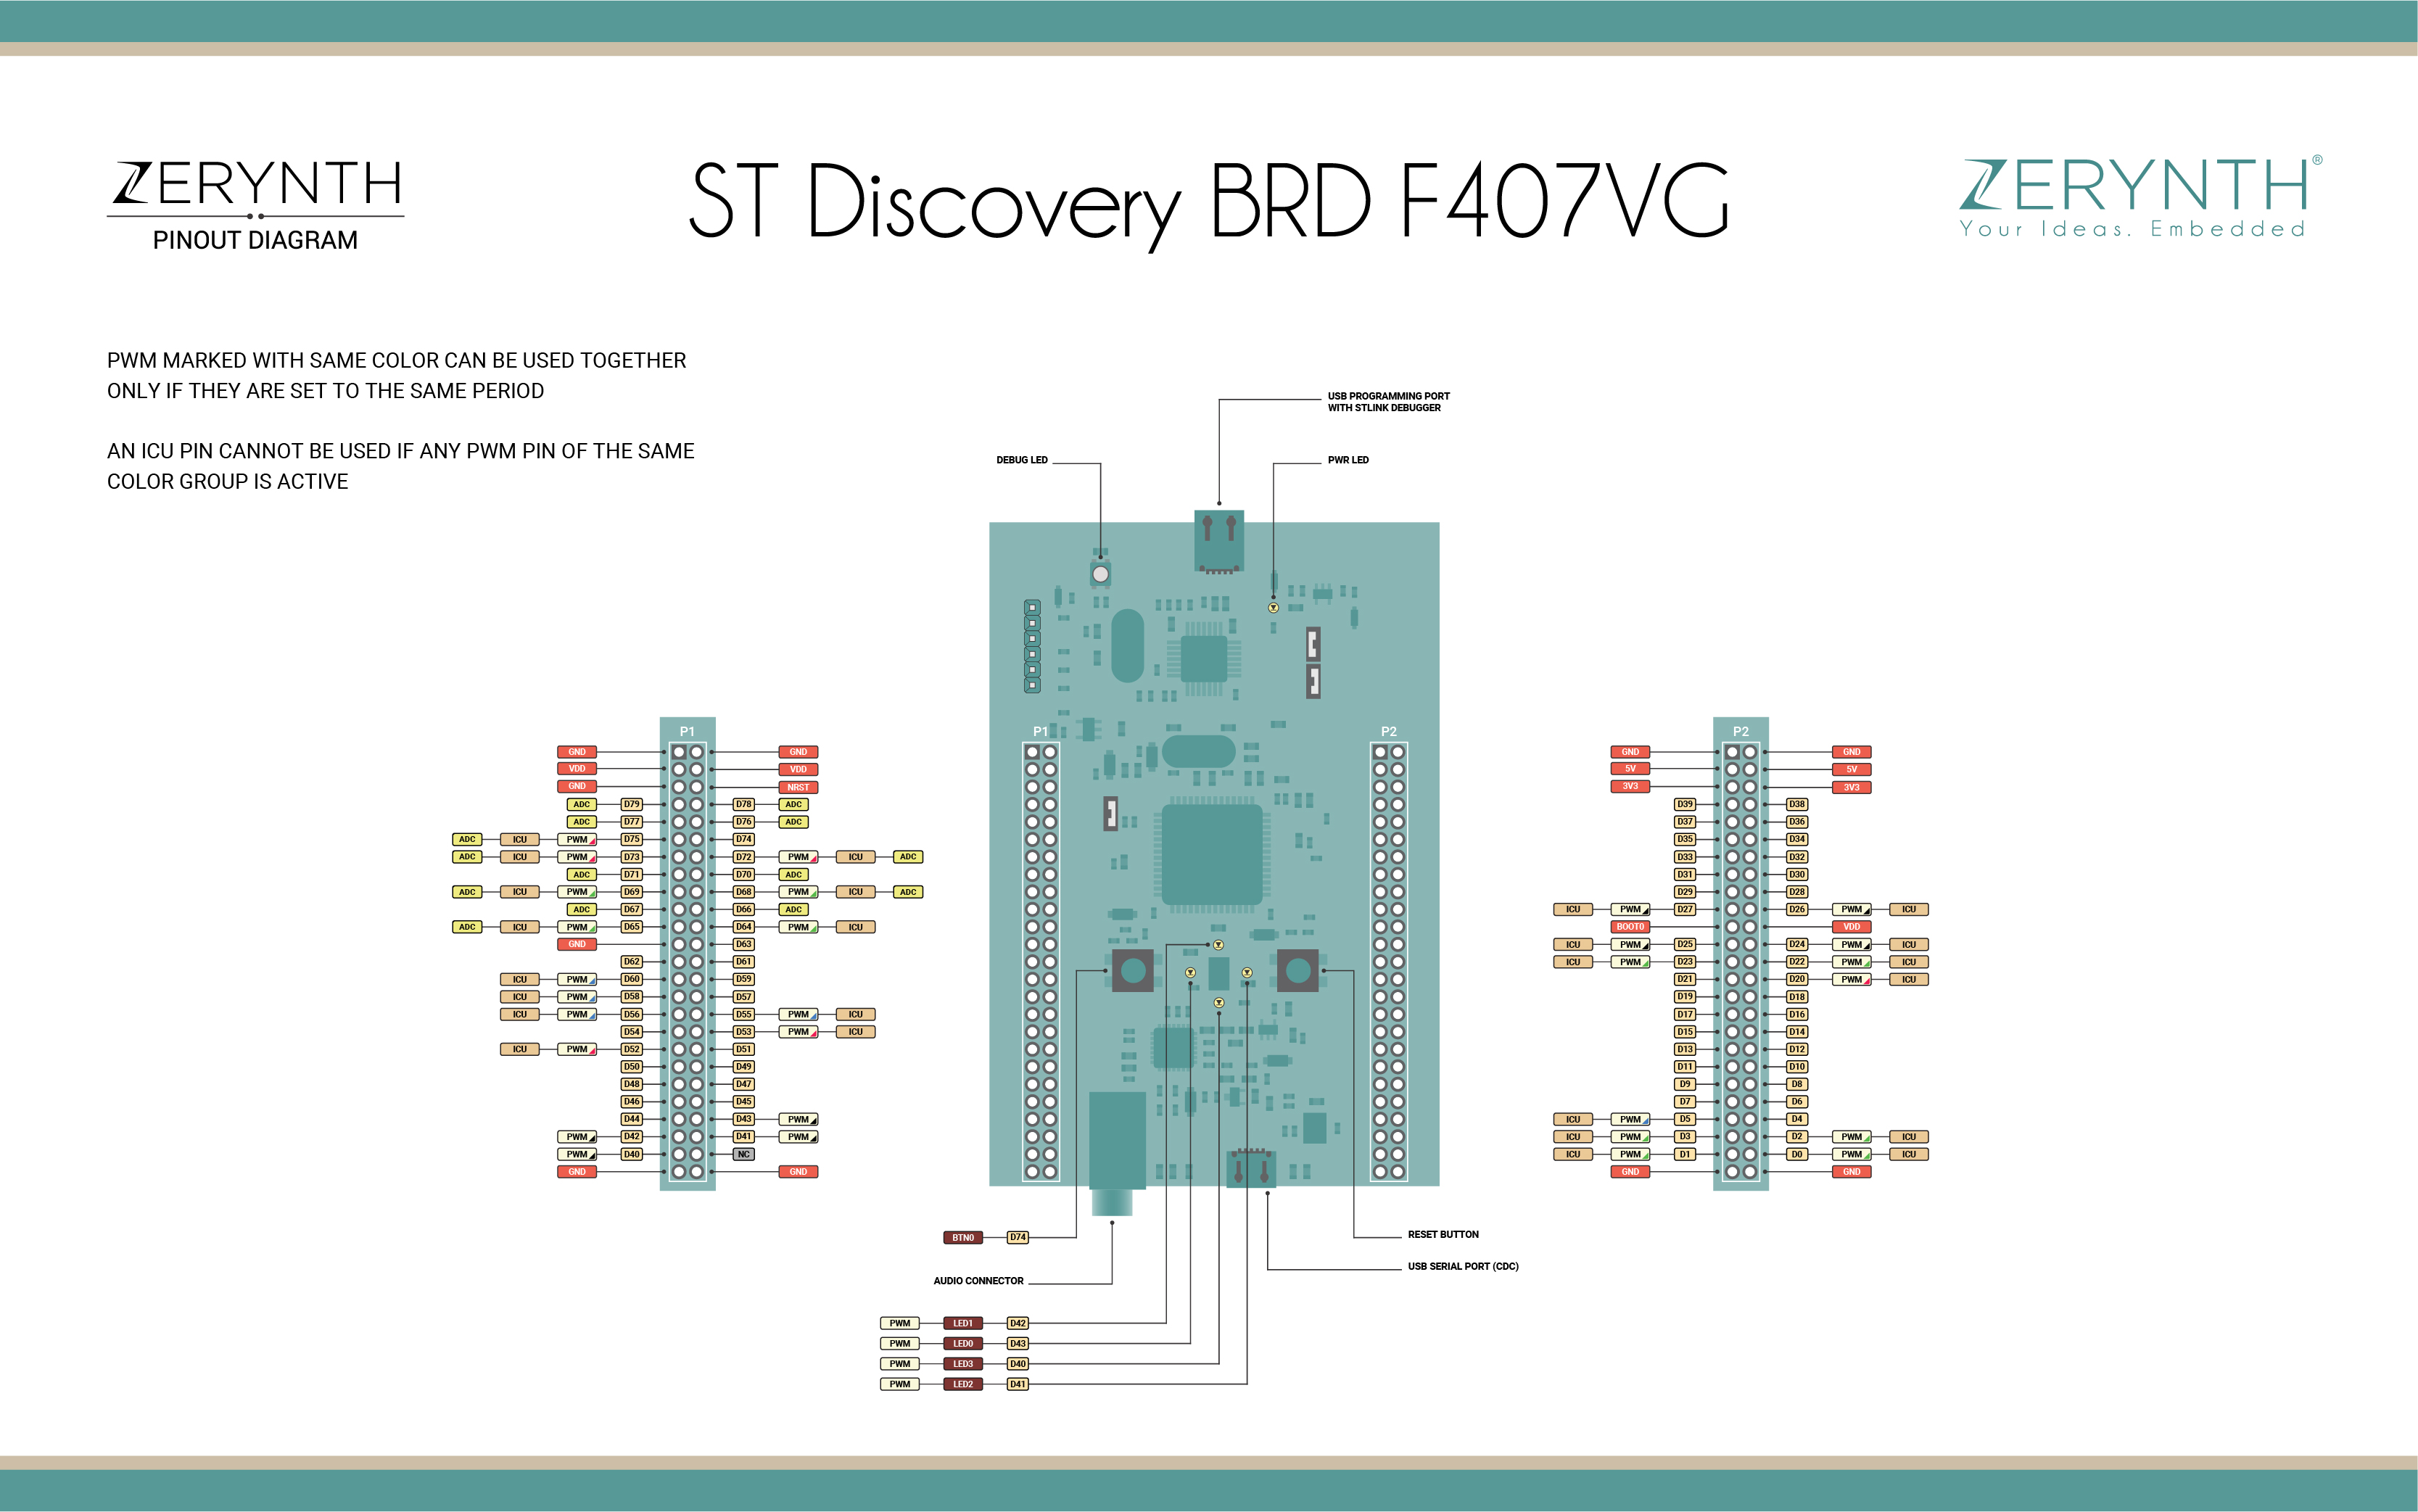 ZERYNTH
PINOUT DIAGRAM
ST Discovery BRD F407VG
ZERYNTH®
Your Ideas. Embedded
PWM MARKED WITH SAME COLOR CAN BE USED TOGETHER
ONLY IF THEY ARE SET TO THE SAME PERIOD
AN ICU PIN CANNOT BE USED IF ANY PWM PIN OF THE SAME
COLOR GROUP IS ACTIVE
USB PROGRAMMING PORT
WITH STLINK DEBUGGER
DEBUG LED
PWR LED
P1
GND GND
VDD VDD
GND NRST
ADC D79 D78 ADC
ADC D77 D76 ADC
ADC ICU PWM D75 D74
ADC ICU PWM D73 D72 PWM ICU ADC
ADC D71 D70 ADC
ADC ICU PWM D69 D68 PWM ICU ADC
ADC D67 D66 ADC
ADC ICU PWM D65 D64 PWM ICU
GND D63
D62 D61
ICU PWM D60 D59
ICU PWM D58 D57
ICU PWM D56 D55 PWM ICU
D54 D53 PWM ICU
ICU PWM D52 D51
D50 D49
D48 D47
D46 D45
D44 D43 PWM
PWM D42 D41 PWM
PWM D40 NC
GND GND
P1
P2
P2
GND GND
5V 5V
3V3 3V3
D39 D38
D37 D36
D35 D34
D33 D32
D31 D30
D29 D28
ICU PWM D27 D26 PWM ICU
BOOT0 VDD
ICU PWM D25 D24 PWM ICU
ICU PWM D23 D22 PWM ICU
D21 D20 PWM ICU
D19 D18
D17 D16
D15 D14
D13 D12
D11 D10
D9 D8
D7 D6
ICU PWM D5 D4
ICU PWM D3 D2 PWM ICU
ICU PWM D1 D0 PWM ICU
GND GND
BTN0 D74
RESET BUTTON
USB SERIAL PORT (CDC)
AUDIO CONNECTOR
PWM LED1 D42
PWM LED0 D43
PWM LED3 D40
PWM LED2 D41